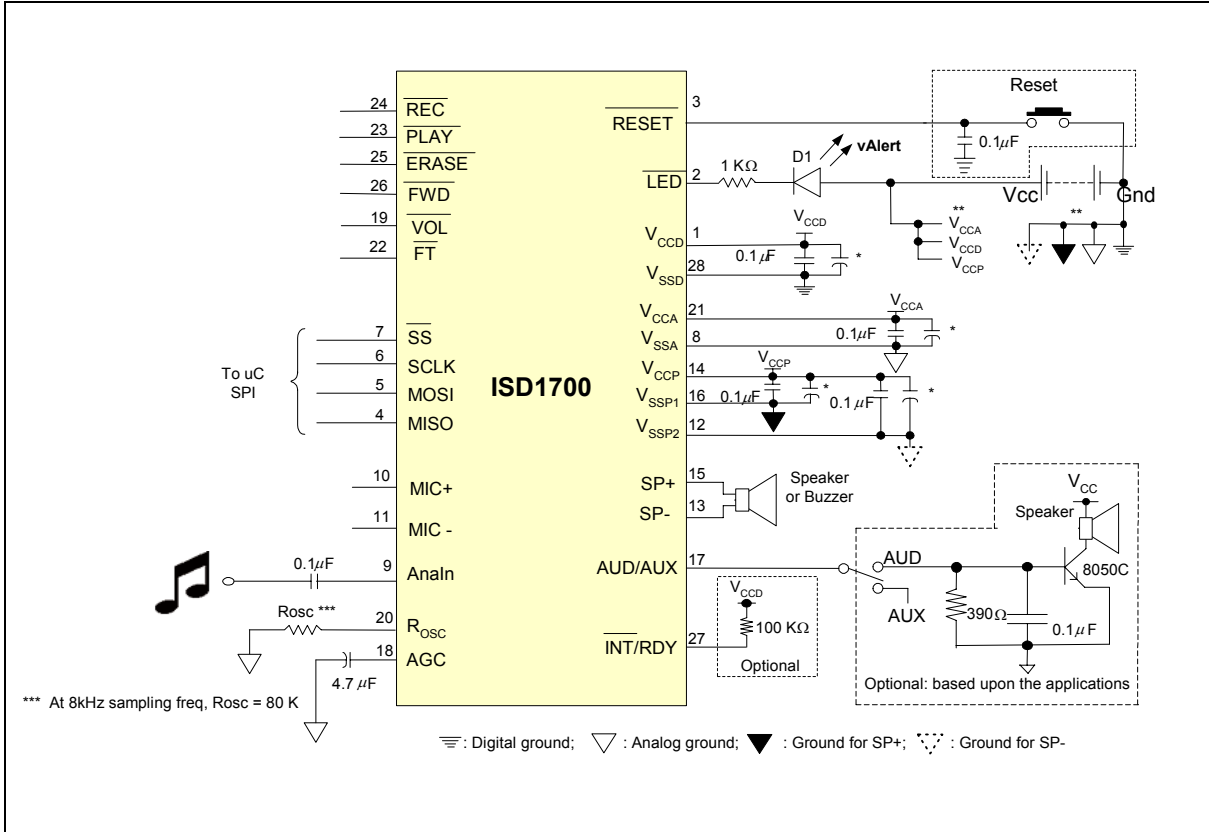 Reset
24
REC
3
RESET
0.1μF
23
PLAY
25
ERASE
D1
vAlert
1 KΩ
2
LED
26
FWD
Vcc
Gnd
19
VOL
**
VCCA
VCCD
VCCP
**
22
FT
VCCD
1
VCCD
0.1μF
*
28
VSSD
7
SS
21
VCCA
VCCA
0.1μF
*
8
VSSA
6
SCLK
To uC
SPI
5
MOSI
4
MISO
ISD1700
14
VCCP
VCCP
16
VSSP1
0.1μF
*
0.1μF
*
12
VSSP2
10
MIC+
11
MIC -
15
SP+
13
SP-
Speaker
or Buzzer
VCC
Speaker
8050C
0.1μF
9
AnaIn
17
AUD/AUX
AUD
AUX
390Ω
0.1μF
Optional: based upon the applications
Rosc ***
20
ROSC
VCCD
100 KΩ
27
INT/RDY
Optional
18
AGC
4.7 μF
*** At 8kHz sampling freq, Rosc = 80 K
: Digital ground;
: Analog ground;
: Ground for SP+;
: Ground for SP-